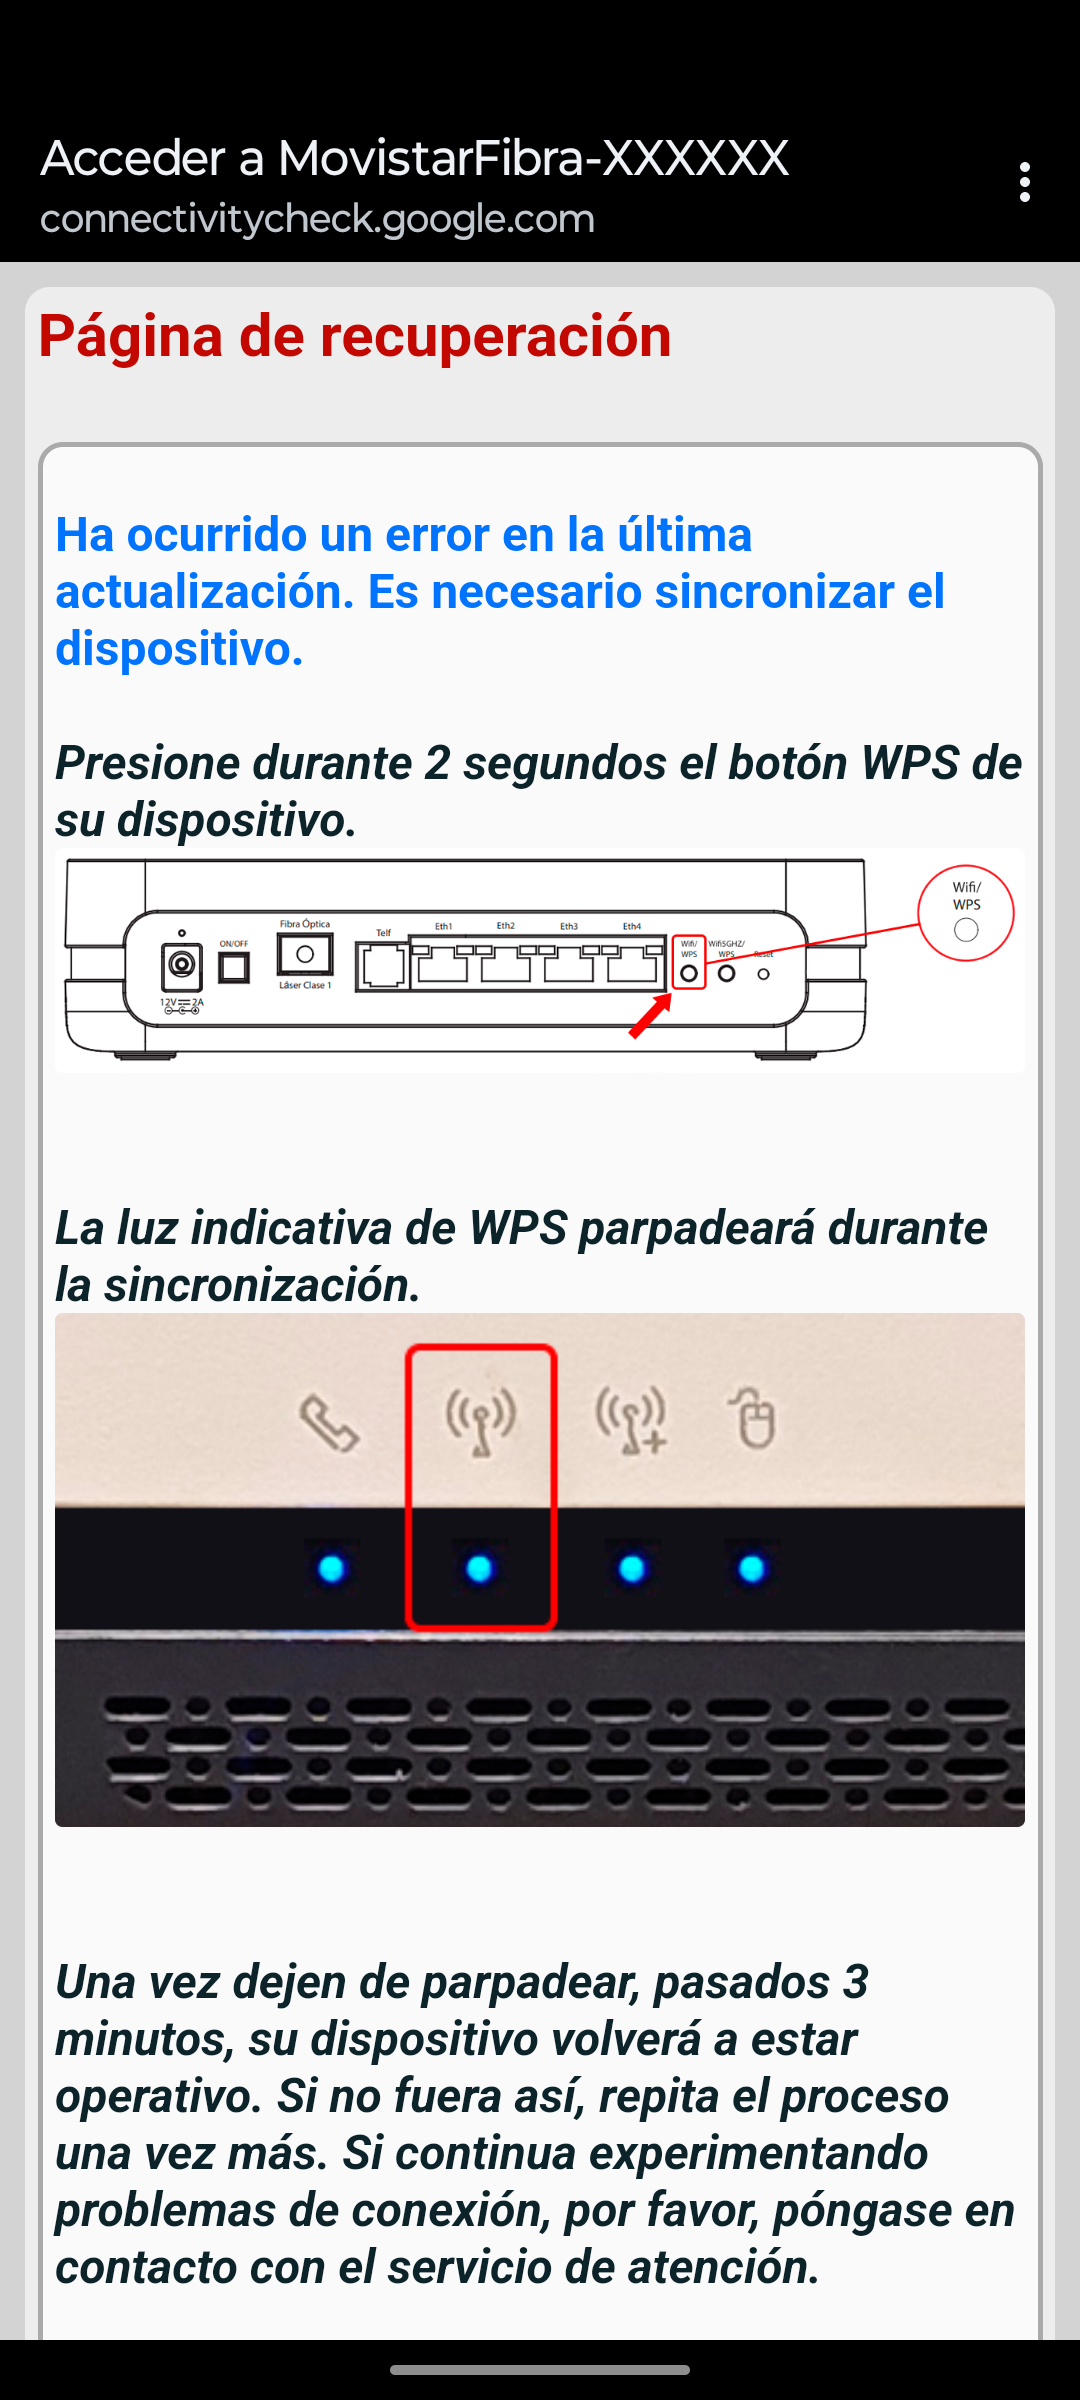 Acceder a MovistarFibra-XXXXXX
connectivitycheck.google.com
Página de recuperación
Ha ocurrido un error en la última
actualización. Es necesario sincronizar el
dispositivo.
Presione durante 2 segundos el botón WPS de
su dispositivo.
12V 2A
ON/OFF
Fibra Óptica
Láser Clase 1
Telf
Eth1
Eth2
Eth3
Eth4
Wifi/
WPS
Wifi5GHZ/
WPS
Reset
Wifi/
WPS
La luz indicativa de WPS parpadeará durante
la sincronización.
Una vez dejen de parpadear, pasados 3
minutos, su dispositivo volverá a estar
operativo. Si no fuera así, repita el proceso
una vez más. Si continua experimentando
problemas de conexión, por favor, póngase en
contacto con el servicio de atención.